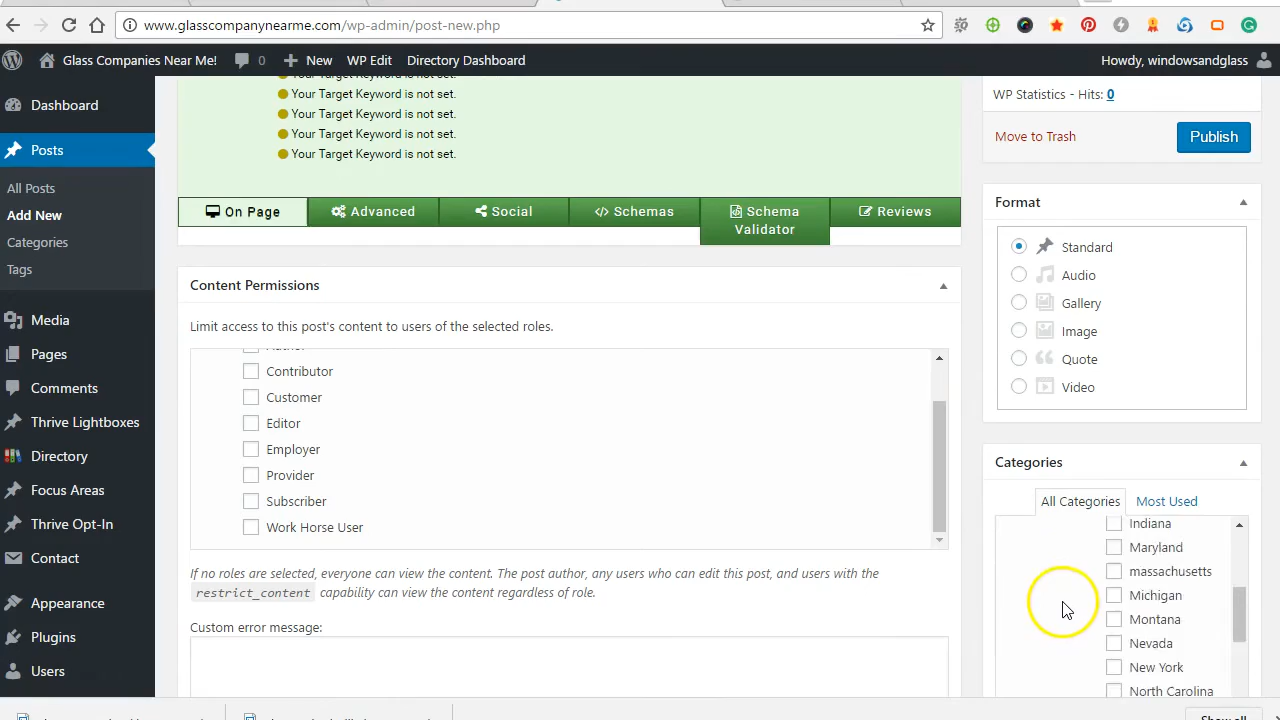 www.glasscompanynearme.com/wp-admin/post-new.php
Glass Companies Near Me! 0 New WP Edit Directory Dashboard Howdy, windowsandglass
Dashboard
Posts
All Posts
Add New
Categories
Tags
Media
Pages
Comments
Thrive Lightboxes
Directory
Focus Areas
Thrive Opt-In
Contact
Appearance
Plugins
Users
Your Target Keyword is not set.
Your Target Keyword is not set.
Your Target Keyword is not set.
Your Target Keyword is not set.
Your Target Keyword is not set.
On Page
Advanced
Social
</> Schemas
Schema
Validator
Reviews
Content Permissions
Limit access to this post's content to users of the selected roles.
Author
Contributor
Customer
Editor
Employer
Provider
Subscriber
Work Horse User
If no roles are selected, everyone can view the content. The post author, any users who can edit this post, and users with the
restrict_content capability can view the content regardless of role.
Custom error message:
WP Statistics - Hits: 0
Move to Trash
Publish
Format
Standard
Audio
Gallery
Image
Quote
Video
Categories
All Categories Most Used
Indiana
Maryland
massachusetts
Michigan
Montana
Nevada
New York
North Carolina
Show all